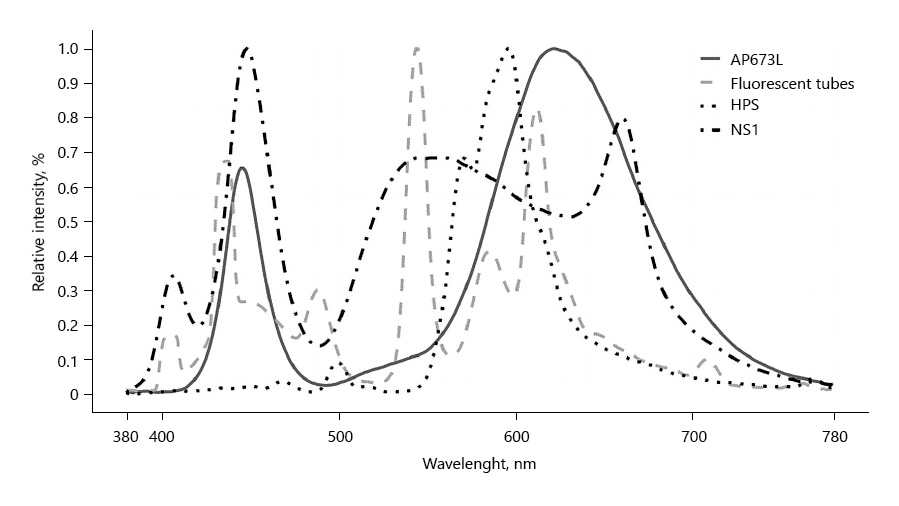 1.0
0.9
0.8
0.7
0.6
0.5
0.4
0.3
0.2
0.1
0
Relative intensity, %
380 400 500 600 700 780
Wavelenght, nm
AP673L
Fluorescent tubes
HPS
NS1